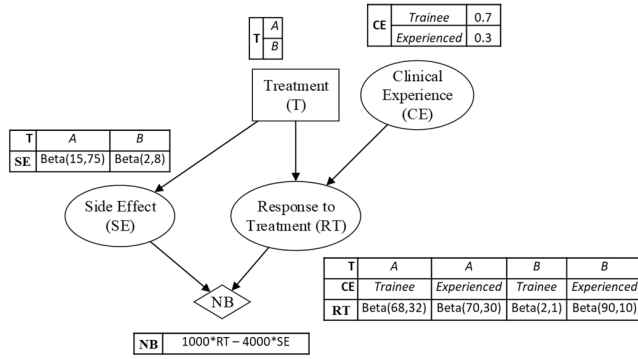 A
T
B
CE Trainee 0.7
Experienced 0.3
Treatment
(T)
Clinical
Experience
(CE)
T A B
SE Beta(15,75) Beta(2,8)
Side Effect
(SE)
Response to
Treatment (RT)
NB
T A A B B
CE Trainee Experienced Trainee Experienced
RT Beta(68,32) Beta(70,30) Beta(2,1) Beta(90,10)
NB 1000*RT – 4000*SE